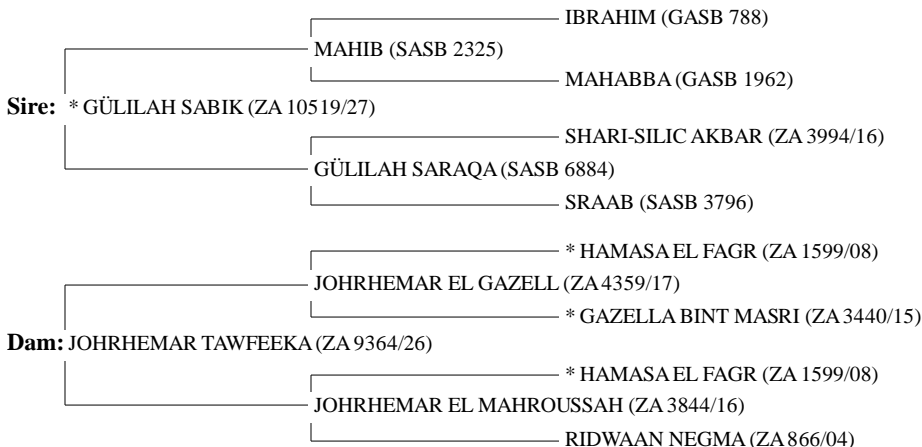 IBRAHIM (GASB 788)
MAHIB (SASB 2325)
MAHABBA (GASB 1962)
Sire: * GÜLILAH SABIK (ZA 10519/27)
SHARI-SILIC AKBAR (ZA 3994/16)
GÜLILAH SARAQA (SASB 6884)
SRAAB (SASB 3796)
* HAMASA EL FAGR (ZA 1599/08)
JOHRHEMAR EL GAZELL (ZA 4359/17)
* GAZELLA BINT MASRI (ZA 3440/15)
Dam: JOHRHEMAR TAWFEEKA (ZA 9364/26)
* HAMASA EL FAGR (ZA 1599/08)
JOHRHEMAR EL MAHROUSSAH (ZA 3844/16)
RIDWAAN NEGMA (ZA 866/04)